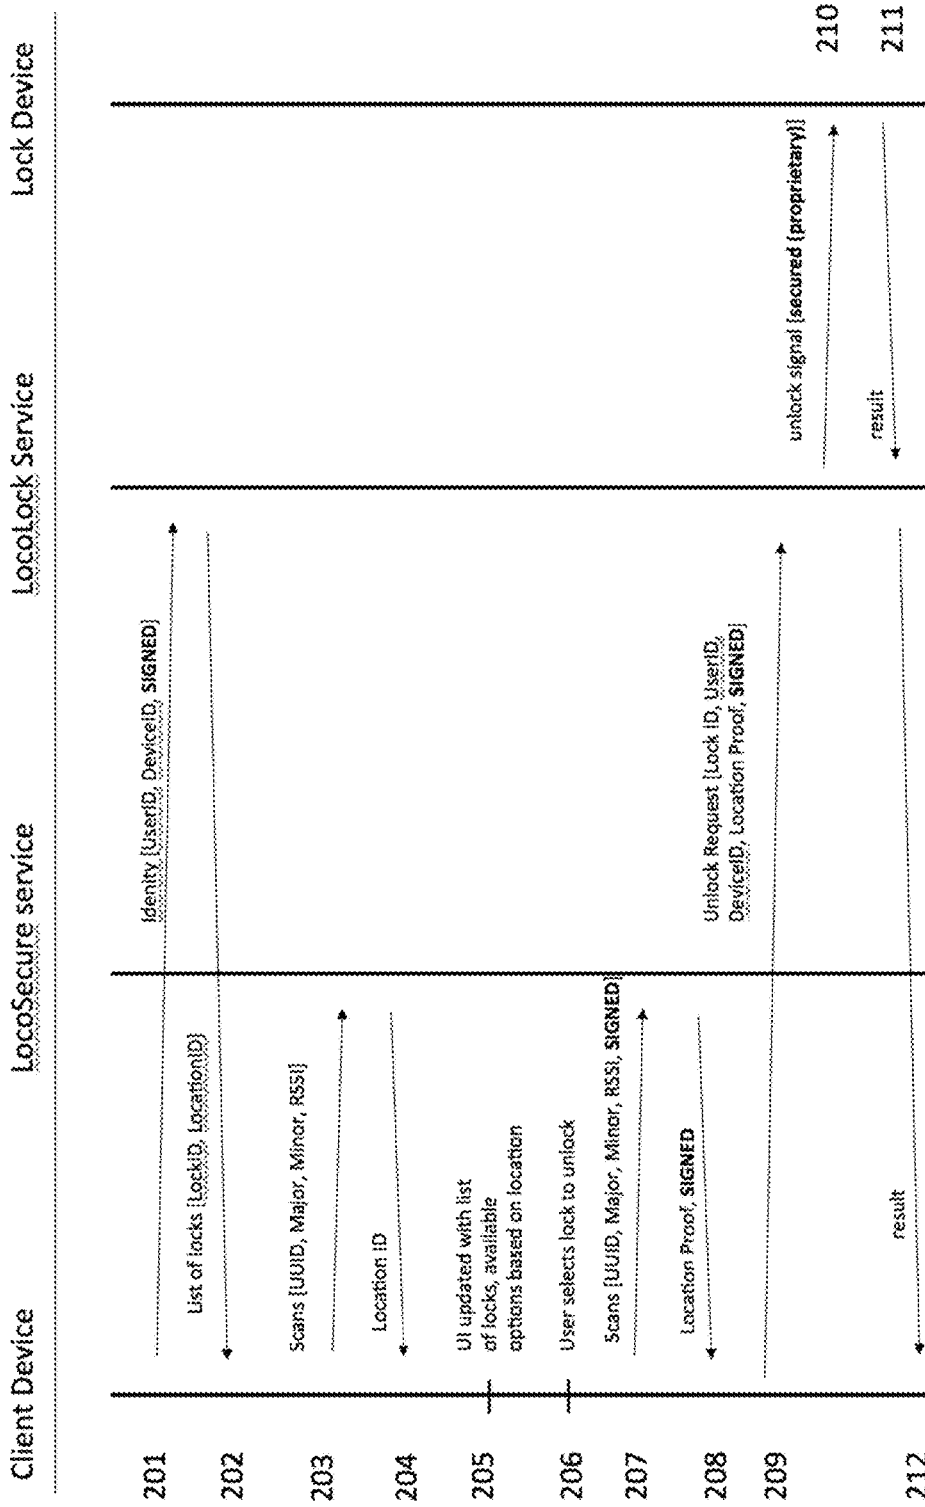 Client Device
LocoSecure service
LocoLock Service
Lock Device
201
Idenity [UserID, DeviceID, SIGNED]
202
List of locks [LockID, LocationID]
203
Scans [UUID, Major, Minor, RSSI]
204
Location ID
205
UI updated with list
of locks, available
options based on location
206
User selects lock to unlock
207
Scans [UUID, Major, Minor, RSSI, SIGNED]
208
Location Proof, SIGNED
209
Unlock Request [Lock ID, UserID,
DeviceID, Location Proof, SIGNED]
unlock signal [secured (proprietary)]
210
result
211
result
212